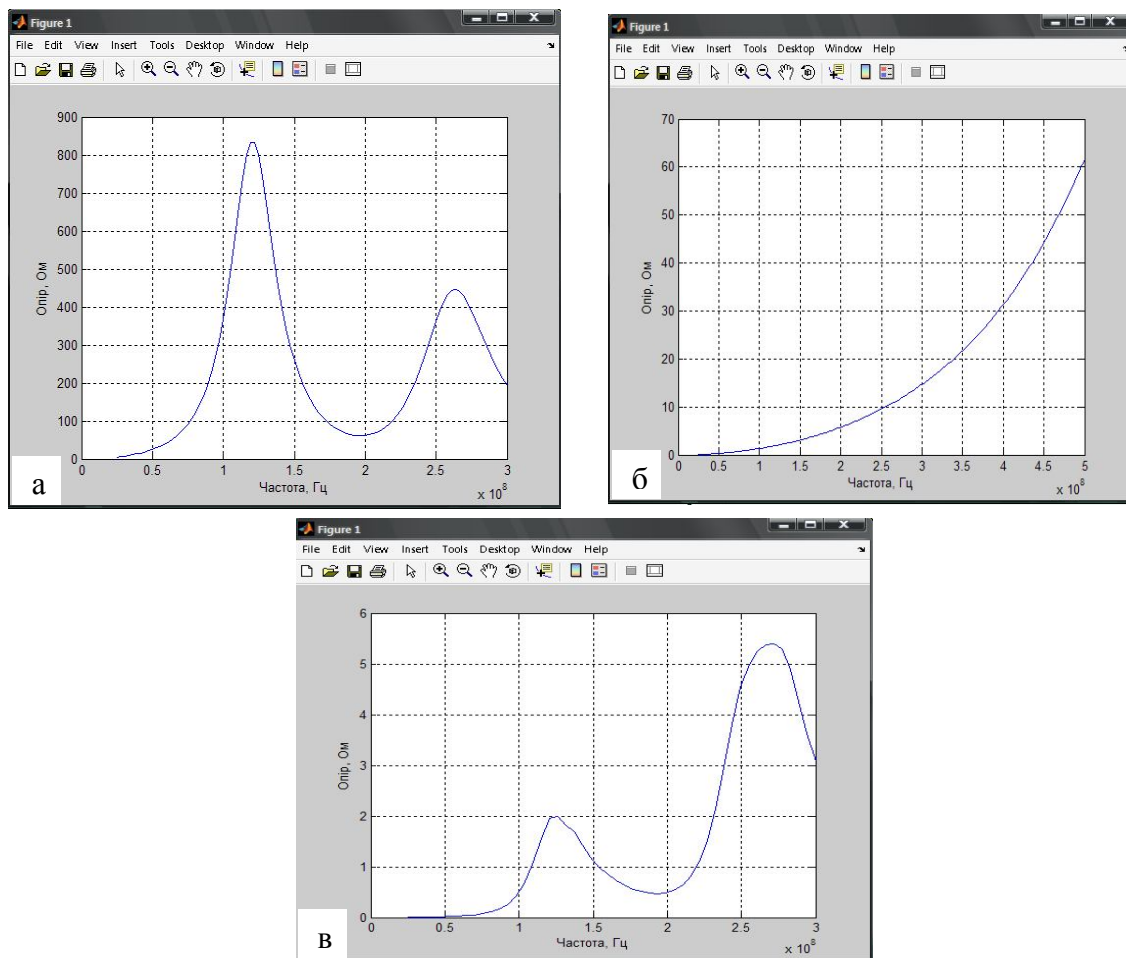 Figure 1
File Edit View Insert Tools Desktop Window Help
900
800
700
600
500
400
300
200
100
0
Опір, Ом
0 0.5 1 1.5 2 2.5 3
Частота, Гц
x 10^8
а
Figure 1
File Edit View Insert Tools Desktop Window Help
70
60
50
40
30
20
10
0
Опір, Ом
0 0.5 1 1.5 2 2.5 3 3.5 4 4.5 5
Частота, Гц
x 10^8
б
Figure 1
File Edit View Insert Tools Desktop Window Help
6
5
4
3
2
1
0
Опір, Ом
0 0.5 1 1.5 2 2.5 3
Частота, Гц
x 10^8
в